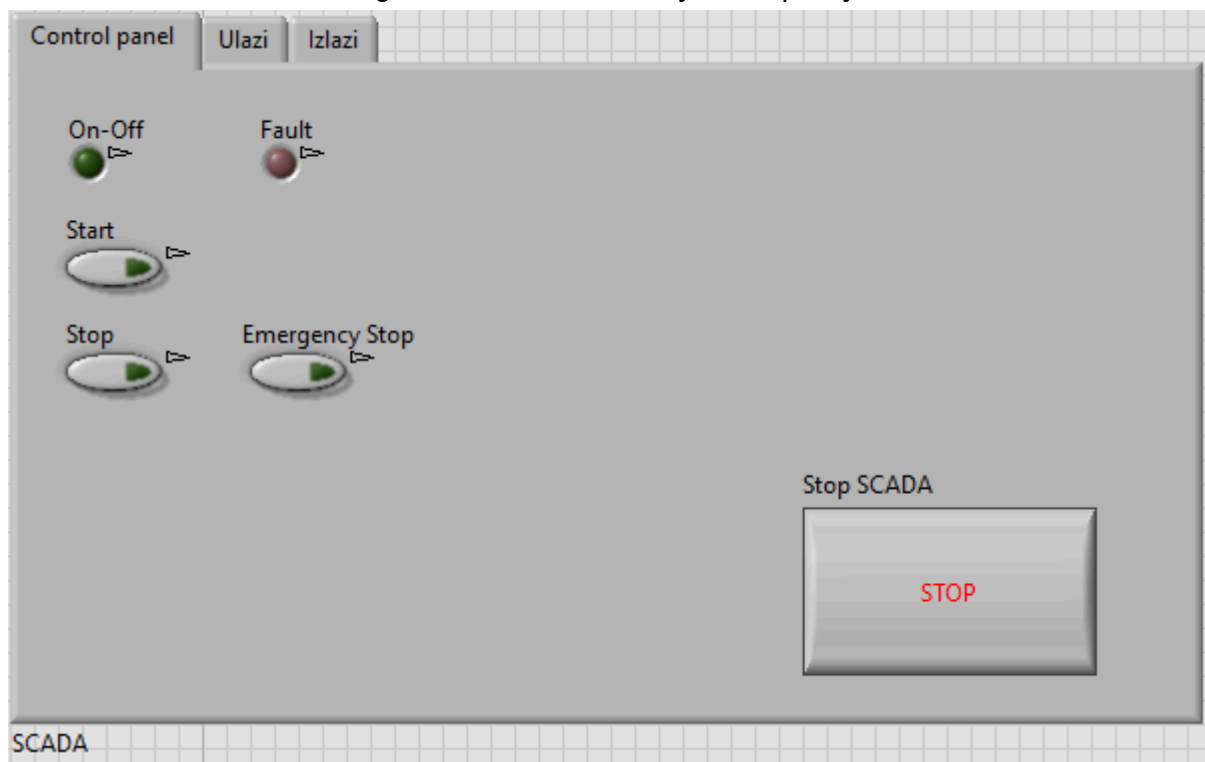 Control panel Ulazi Izlazi
On-Off Fault
Start
Stop Emergency Stop
Stop SCADA
STOP
SCADA